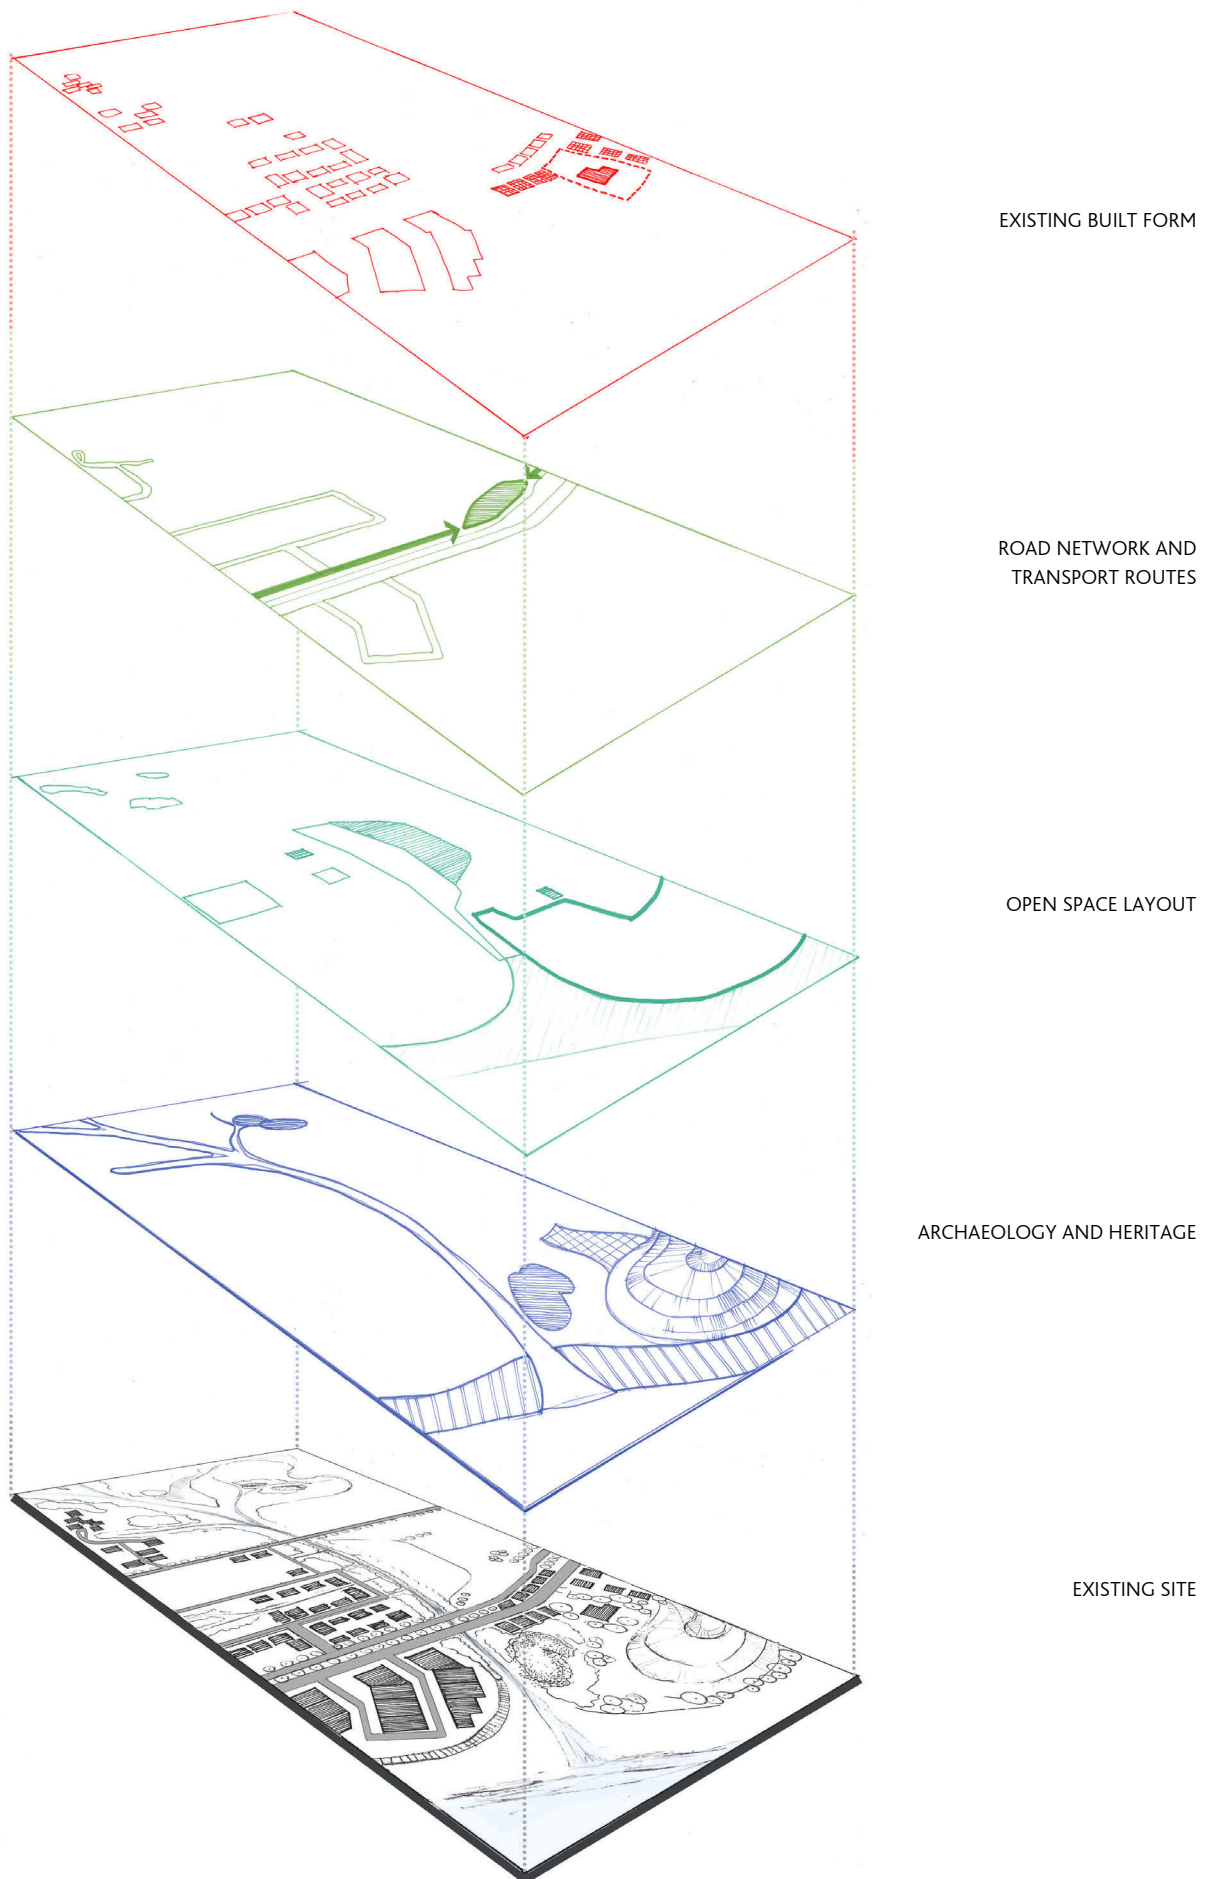 EXISTING BUILT FORM
ROAD NETWORK AND
TRANSPORT ROUTES
OPEN SPACE LAYOUT
ARCHAEOLOGY AND HERITAGE
EXISTING SITE